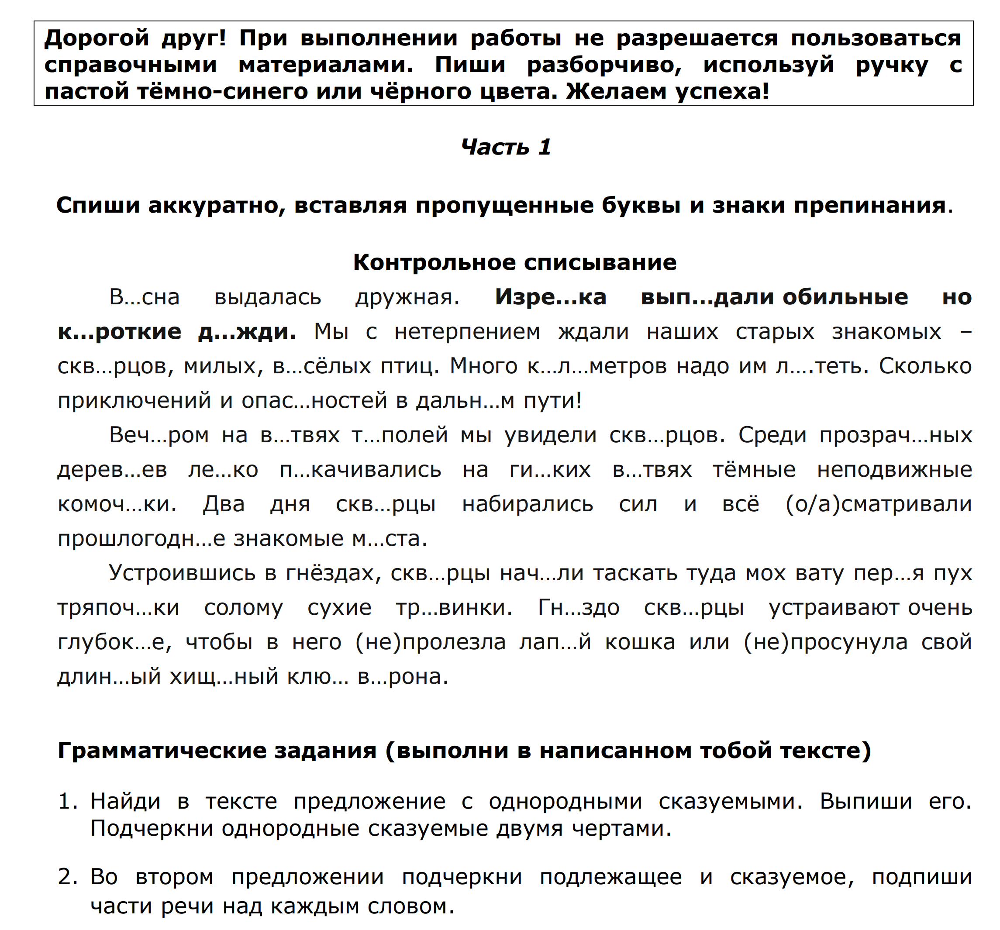 Дорогой друг! При выполнении работы не разрешается пользоваться
справочными материалами. Пиши разборчиво, используй ручку с
пастой тёмно-синего или чёрного цвета. Желаем успеха!
Часть 1
Спиши аккуратно, вставляя пропущенные буквы и знаки препинания.
Контрольное списывание
В…сна выдалась дружная. Изре…ка вып…дали обильные но
к…роткие д…жди. Мы с нетерпением ждали наших старых знакомых –
скв…рцов, милых, в…сёлых птиц. Много к…л…метров надо им л….теть. Сколько
приключений и опас…ностей в дальн…м пути!
Веч…ром на в…твях т…полей мы увидели скв…рцов. Среди прозрач…ных
дерев…ев ле…ко п…качивались на ги…ких в…твях тёмные неподвижные
комоч…ки. Два дня скв…рцы набирались сил и всё (о/а)сматривали
прошлогодн…е знакомые м…ста.
Устроившись в гнёздах, скв…рцы нач…ли таскать туда мох вату пер…я пух
тряпоч…ки солому сухие тр…винки. Гн…здо скв…рцы устраивают очень
глубок…е, чтобы в него (не)пролезла лап…й кошка или (не)просунула свой
длин…ый хищ…ный клю… в…рона.
Грамматические задания (выполни в написанном тобой тексте)
1. Найди в тексте предложение с однородными сказуемыми. Выпиши его.
Подчеркни однородные сказуемые двумя чертами.
2. Во втором предложении подчеркни подлежащее и сказуемое, подпиши
части речи над каждым словом.